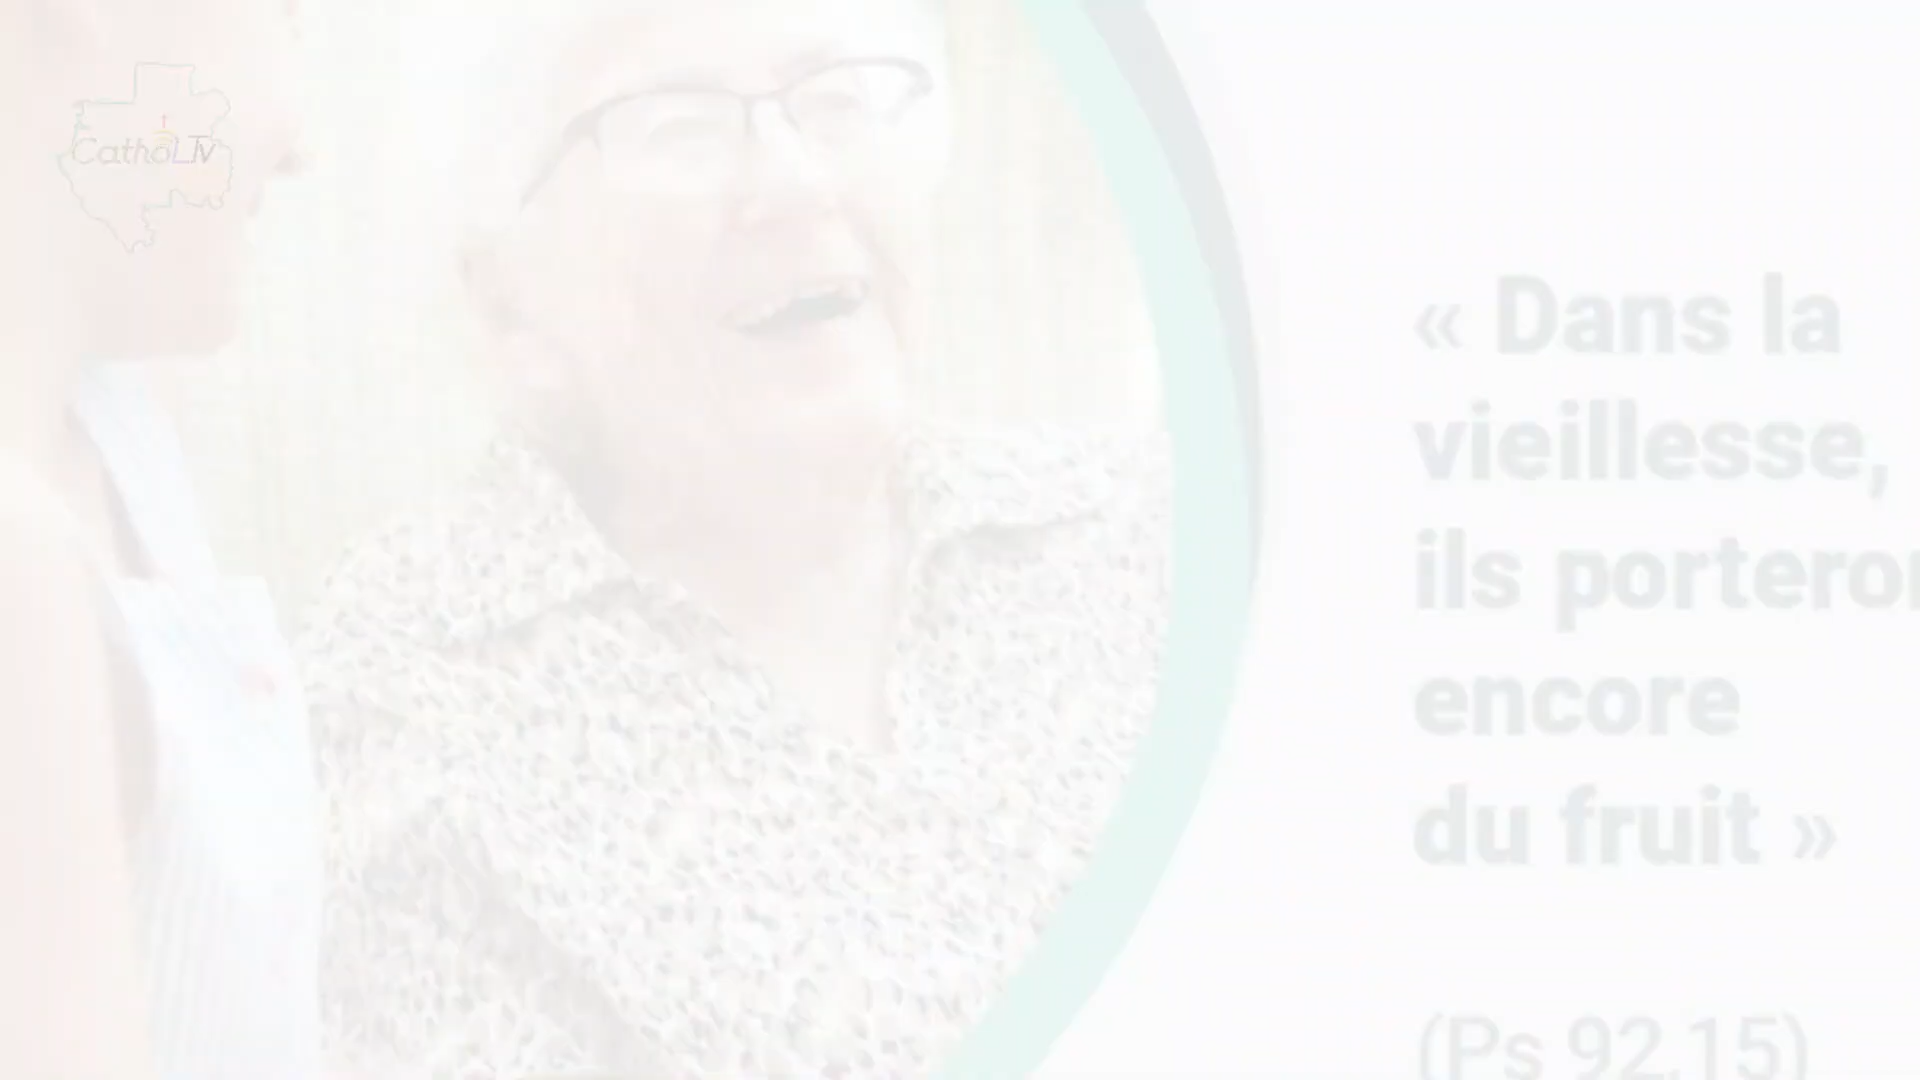 CathoLTV
« Dans la
vieillesse,
ils porteron
encore
du fruit »
(Ps 92,15)